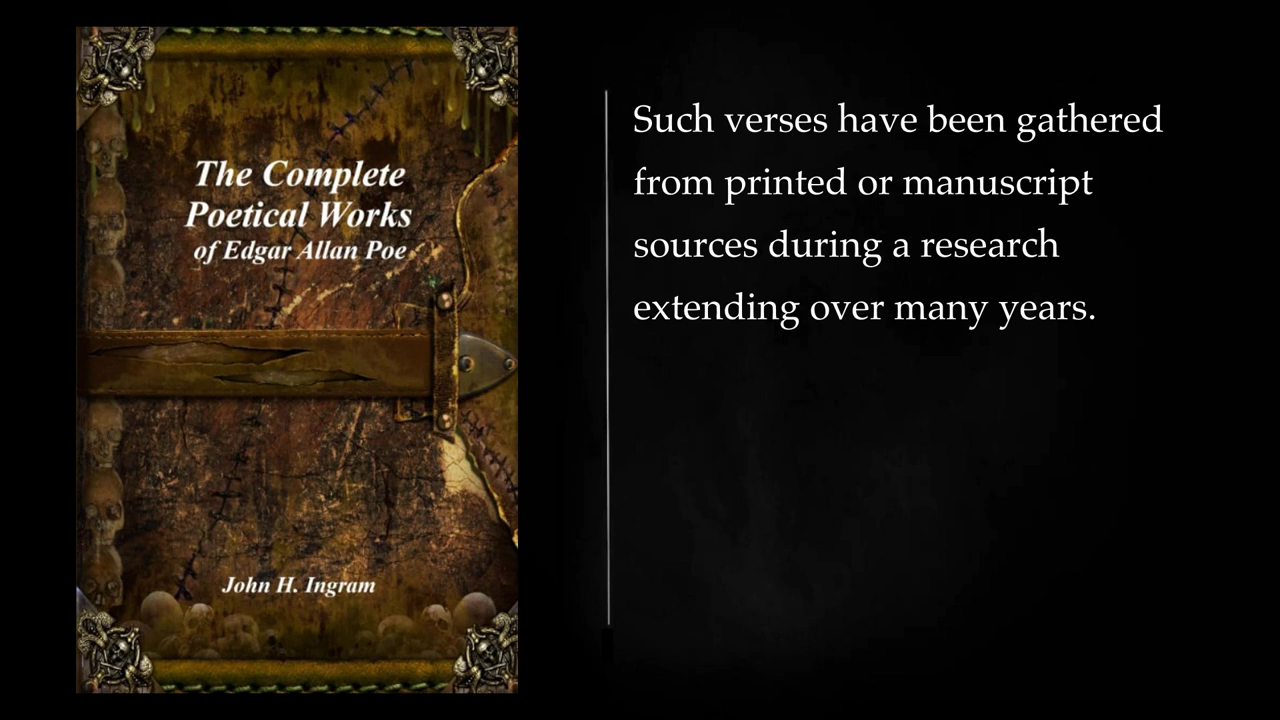 The Complete
Poetical Works
of Edgar Allan Poe
John H. Ingram
Such verses have been gathered
from printed or manuscript
sources during a research
extending over many years.